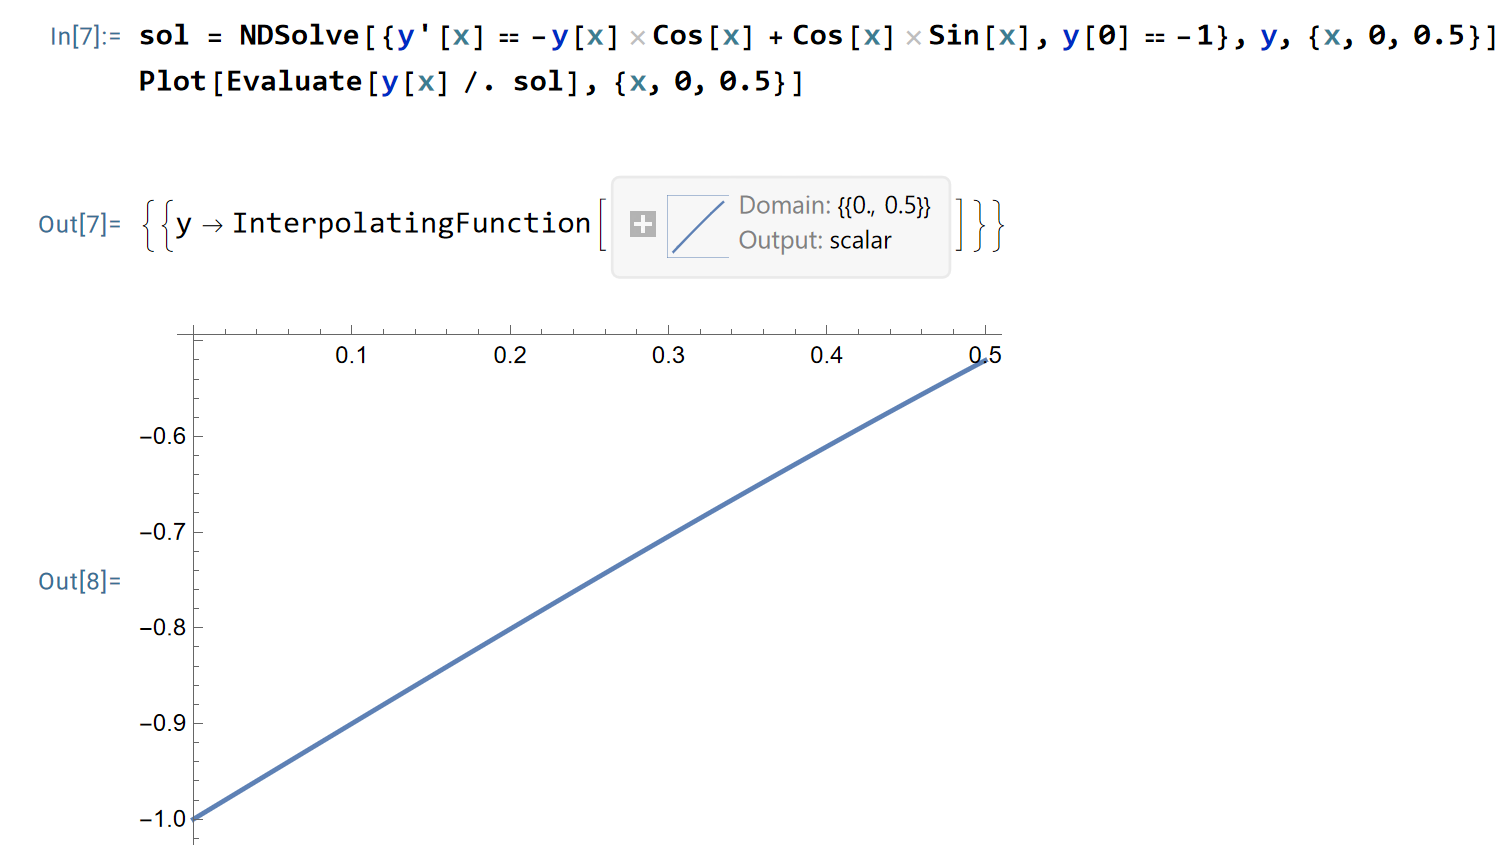 In[7]:= sol = NDSolve[{y'[x] == -y[x] × Cos[x] + Cos[x] × Sin[x], y[0] == -1}, y, {x, 0, 0.5}]
Plot[Evaluate[y[x] /. sol], {x, 0, 0.5}]
Out[7]= {{y → InterpolatingFunction[ Domain: {{0., 0.5}}
Output: scalar ]}}
0.1 0.2 0.3 0.4 0.5
−0.6
−0.7
Out[8]=
−0.8
−0.9
−1.0